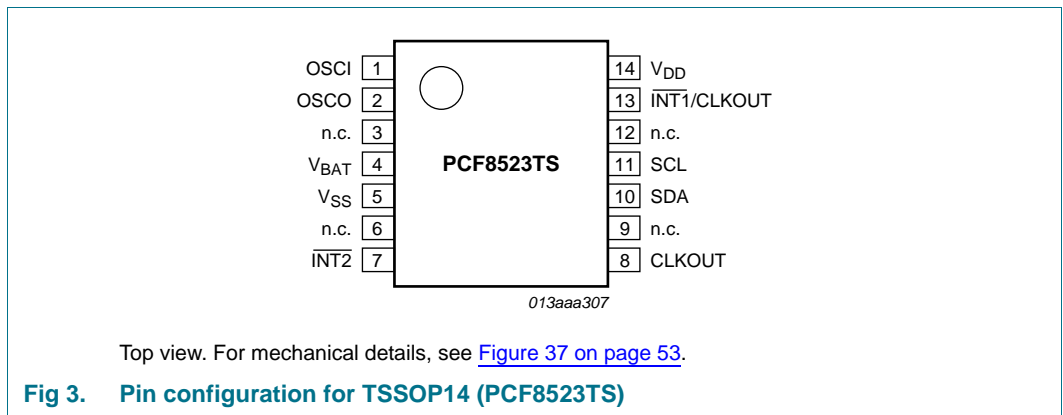 OSCI 1
OSCO 2
n.c. 3
VBAT 4
VSS 5
n.c. 6
INT2 7
PCF8523TS
14 VDD
13 INT1/CLKOUT
12 n.c.
11 SCL
10 SDA
9 n.c.
8 CLKOUT
013aaa307
Top view. For mechanical details, see Figure 37 on page 53.
Fig 3. Pin configuration for TSSOP14 (PCF8523TS)